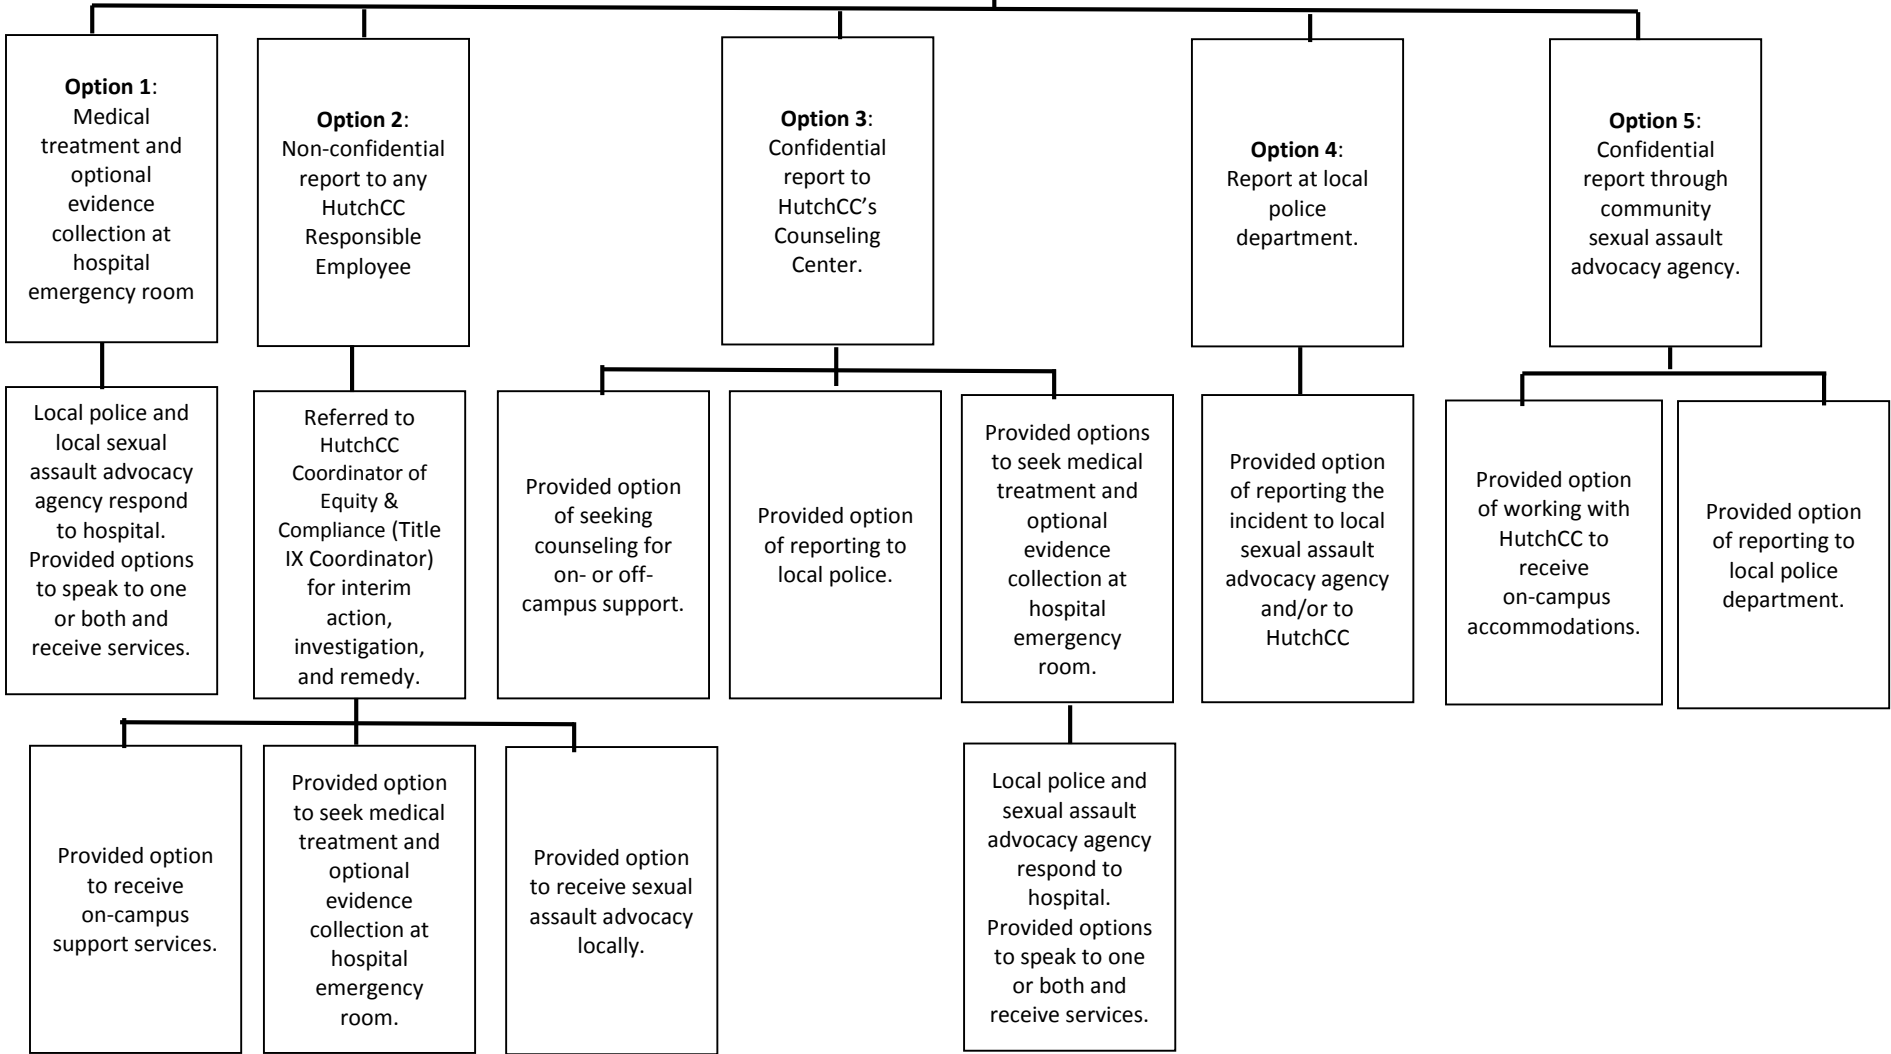 Option 1:
Medical
treatment and
optional
evidence
collection at
hospital
emergency room
Option 2:
Non-confidential
report to any
HutchCC
Responsible
Employee
Option 3:
Confidential
report to
HutchCC’s
Counseling
Center.
Option 4:
Report at local
police
department.
Option 5:
Confidential
report through
community
sexual assault
advocacy agency.
Local police and
local sexual
assault advocacy
agency respond
to hospital.
Provided options
to speak to one
or both and
receive services.
Referred to
HutchCC
Coordinator of
Equity &
Compliance (Title
IX Coordinator)
for interim
action,
investigation,
and remedy.
Provided option
of seeking
counseling for
on- or off-
campus support.
Provided option
of reporting to
local police.
Provided options
to seek medical
treatment and
optional
evidence
collection at
hospital
emergency
room.
Provided option
of reporting the
incident to local
sexual assault
advocacy agency
and/or to
HutchCC
Provided option
of working with
HutchCC to
receive
on-campus
accommodations.
Provided option
of reporting to
local police
department.
Provided option
to receive
on-campus
support services.
Provided option
to seek medical
treatment and
optional
evidence
collection at
hospital
emergency
room.
Provided option
to receive sexual
assault advocacy
locally.
Local police and
sexual assault
advocacy agency
respond to
hospital.
Provided options
to speak to one
or both and
receive services.